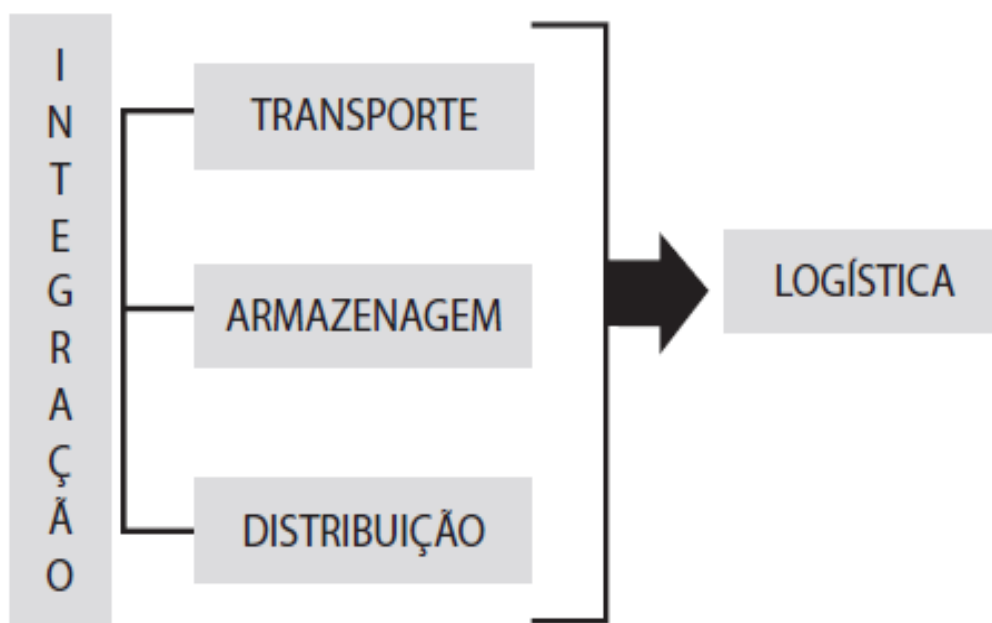 INTEGRAÇÃO
TRANSPORTE
ARMAZENAGEM
DISTRIBUIÇÃO
LOGÍSTICA